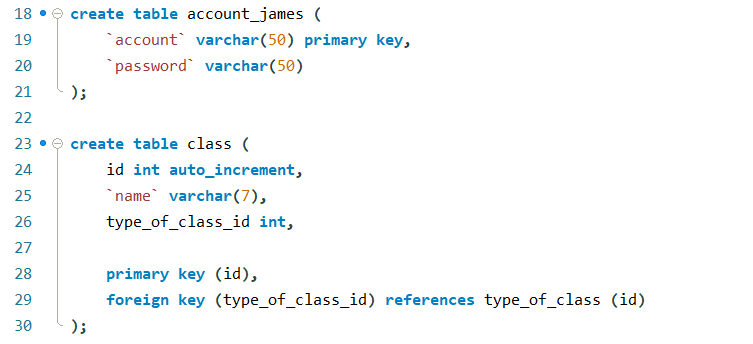 18 create table account_james (
19 `account` varchar(50) primary key,
20 `password` varchar(50)
21 );
22
23 create table class (
24 id int auto_increment,
25 `name` varchar(7),
26 type_of_class_id int,
27
28 primary key (id),
29 foreign key (type_of_class_id) references type_of_class (id)
30 );